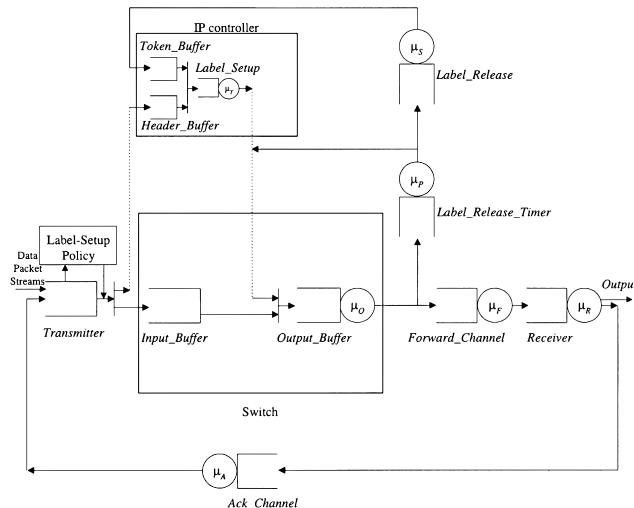 IP controller
Token_Buffer
Label_Setup
μT
Header_Buffer
μS
Label_Release
μP
Label_Release_Timer
Label-Setup
Policy
Data
Packet
Streams
Transmitter
Input_Buffer
Output_Buffer
μO
Forward_Channel
μF
Receiver
μR
Outpu
Switch
μA
Ack Channel